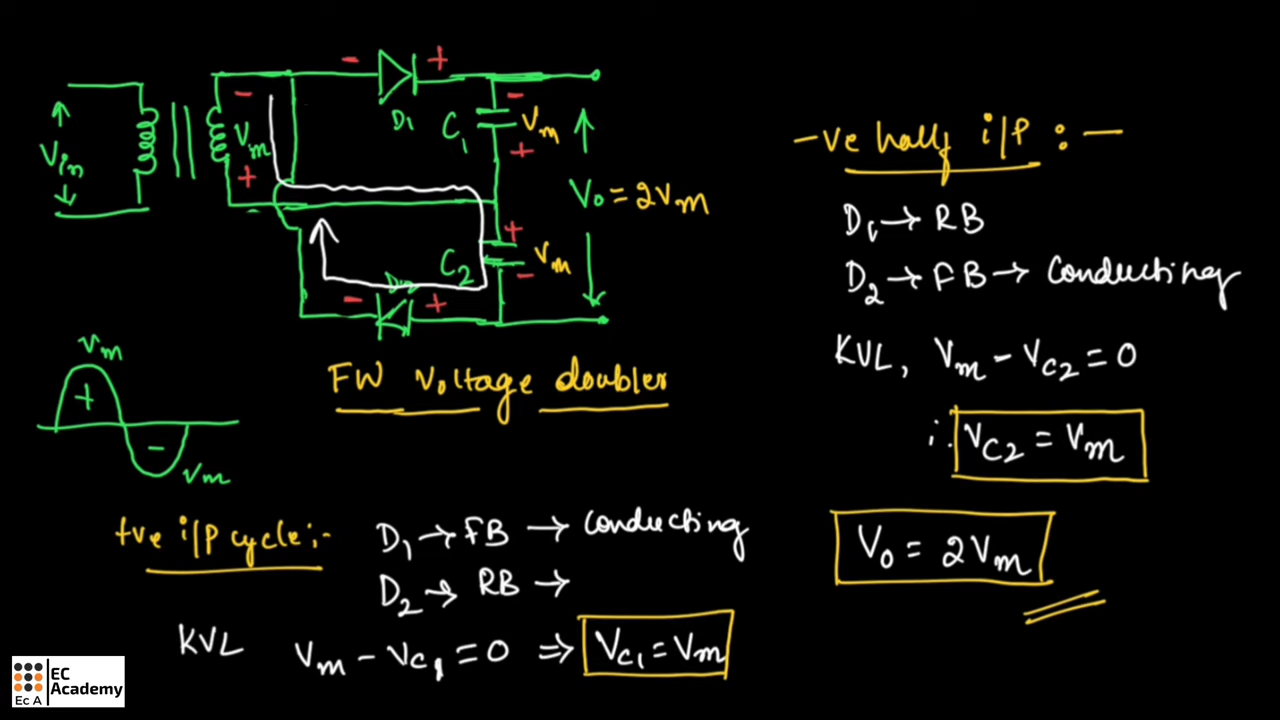 - +
D1
C1
-
Vm
+
-
Vm
+
Vin
Vo = 2Vm
+
C2
Vm
-
D2
- +
FW Voltage doubler
Vm
+
-
Vm
+ve i/p cycle :-
D1 → FB → Conducting
D2 → RB →
KVL Vm - VC1 = 0 ⇒ VC1 = Vm
-ve half i/p : -
D1 → RB
D2 → FB → Conducting
KVL, Vm - VC2 = 0
∴ VC2 = Vm
Vo = 2Vm
EC
Academy
Ec A